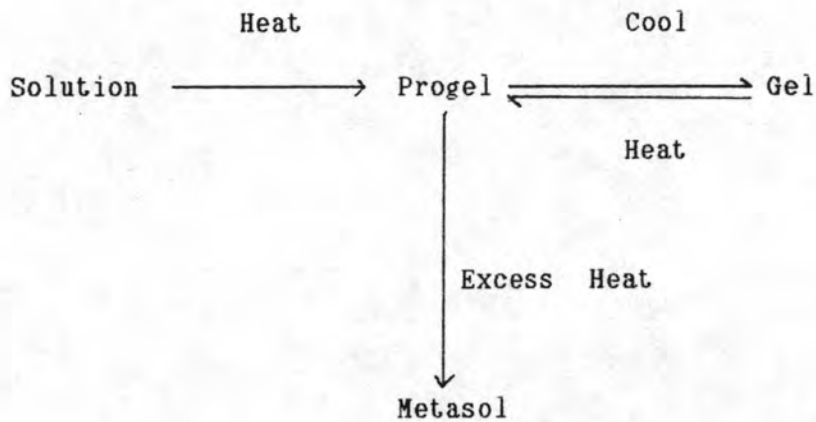 Heat Cool
Solution Progel Gel
Heat
Excess Heat
Metasol